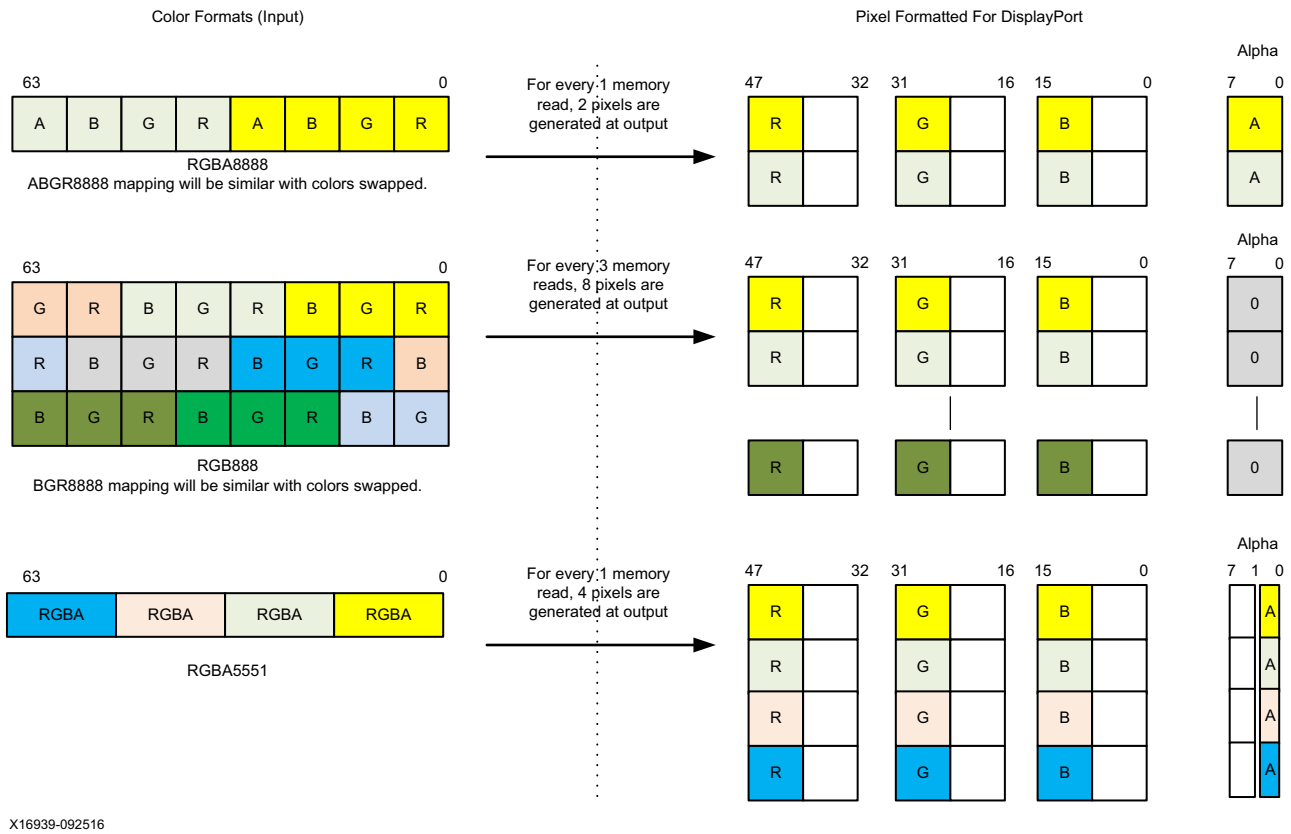 Color Formats (Input)
Pixel Formatted For DisplayPort
63 0
A B G R A B G R
RGBA8888
ABGR8888 mapping will be similar with colors swapped.
For every 1 memory
read, 2 pixels are
generated at output
Alpha
47 32 31 16 15 0 7 0
R G B A
R G B A
63 0
G R B G R B G R
R B G R B G R B
B G R B G R B G
RGB888
BGR8888 mapping will be similar with colors swapped.
For every 3 memory
reads, 8 pixels are
generated at output
Alpha
47 32 31 16 15 0 7 0
R G B 0
R G B 0
R G B 0
63 0
RGBA RGBA RGBA RGBA
RGBA5551
For every 1 memory
read, 4 pixels are
generated at output
Alpha
47 32 31 16 15 0 7 1 0
R G B A
R G B A
R G B A
R G B A
X16939-092516